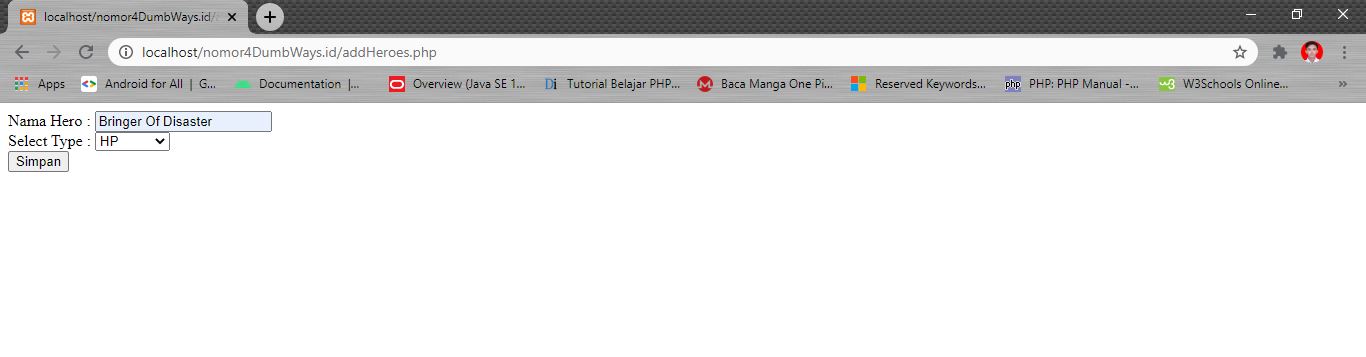 localhost/nomor4DumbWays.id/
localhost/nomor4DumbWays.id/addHeroes.php
Apps Android for All | G... Documentation |... Overview (Java SE 1... Di Tutorial Belajar PHP... Baca Manga One Pi... Reserved Keywords... php PHP: PHP Manual -... W3Schools Online...
Nama Hero : Bringer Of Disaster
Select Type : HP
Simpan